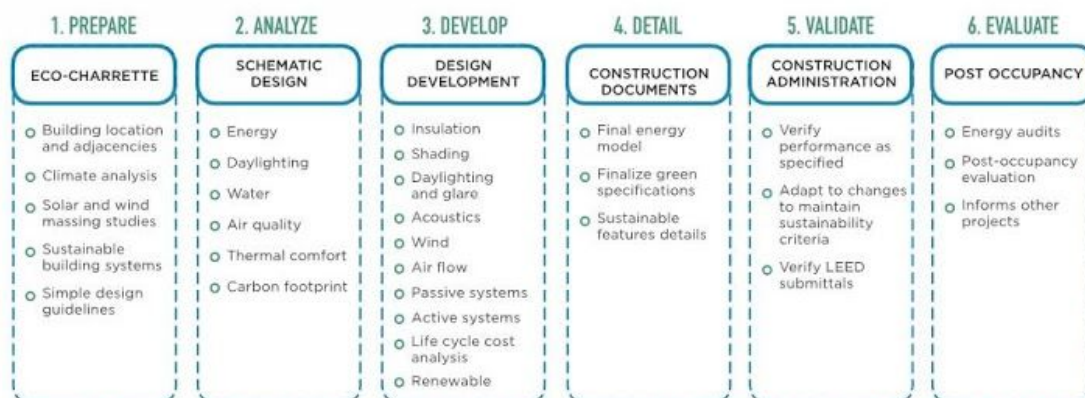 1. PREPARE
ECO-CHARRETTE
Building location
and adjacencies
Climate analysis
Solar and wind
massing studies
Sustainable
building systems
Simple design
guidelines
2. ANALYZE
SCHEMATIC
DESIGN
Energy
Daylighting
Water
Air quality
Thermal comfort
Carbon footprint
3. DEVELOP
DESIGN
DEVELOPMENT
Insulation
Shading
Daylighting
and glare
Acoustics
Wind
Air flow
Passive systems
Active systems
Life cycle cost
analysis
Renewable
4. DETAIL
CONSTRUCTION
DOCUMENTS
Final energy
model
Finalize green
specifications
Sustainable
features details
5. VALIDATE
CONSTRUCTION
ADMINISTRATION
Verify
performance as
specified
Adapt to changes
to maintain
sustainability
criteria
Verify LEED
submittals
6. EVALUATE
POST OCCUPANCY
Energy audits
Post-occupancy
evaluation
Informs other
projects